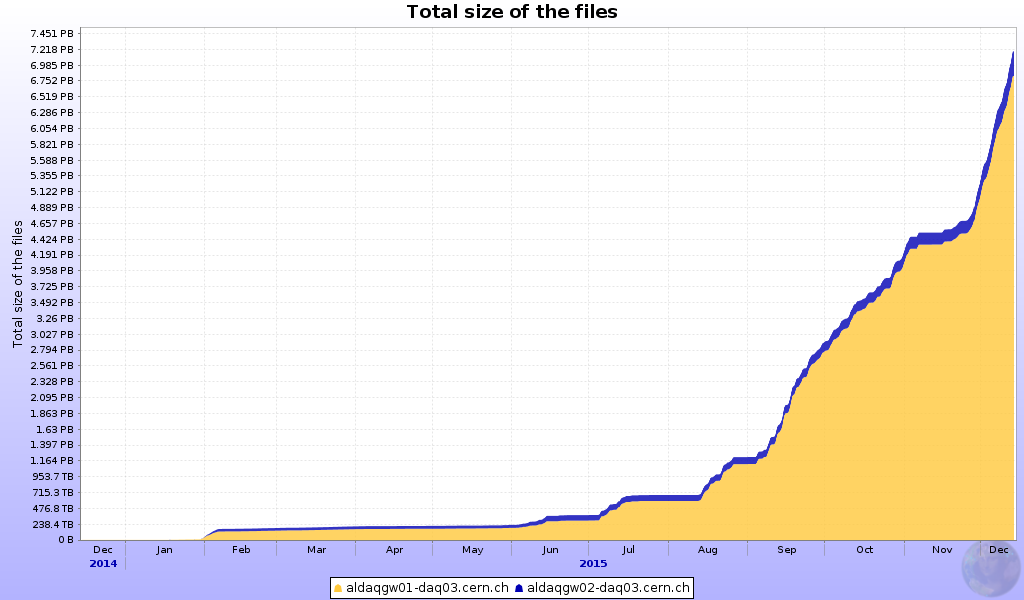 Total size of the files
Total size of the files
7.451 PB
7.218 PB
6.985 PB
6.752 PB
6.519 PB
6.286 PB
6.054 PB
5.821 PB
5.588 PB
5.355 PB
5.122 PB
4.889 PB
4.657 PB
4.424 PB
4.191 PB
3.958 PB
3.725 PB
3.492 PB
3.26 PB
3.027 PB
2.794 PB
2.561 PB
2.328 PB
2.095 PB
1.863 PB
1.63 PB
1.397 PB
1.164 PB
953.7 TB
715.3 TB
476.8 TB
238.4 TB
0 B
Dec Jan Feb Mar Apr May Jun Jul Aug Sep Oct Nov Dec
2014 2015
aldaqgw01-daq03.cern.ch aldaqgw02-daq03.cern.ch